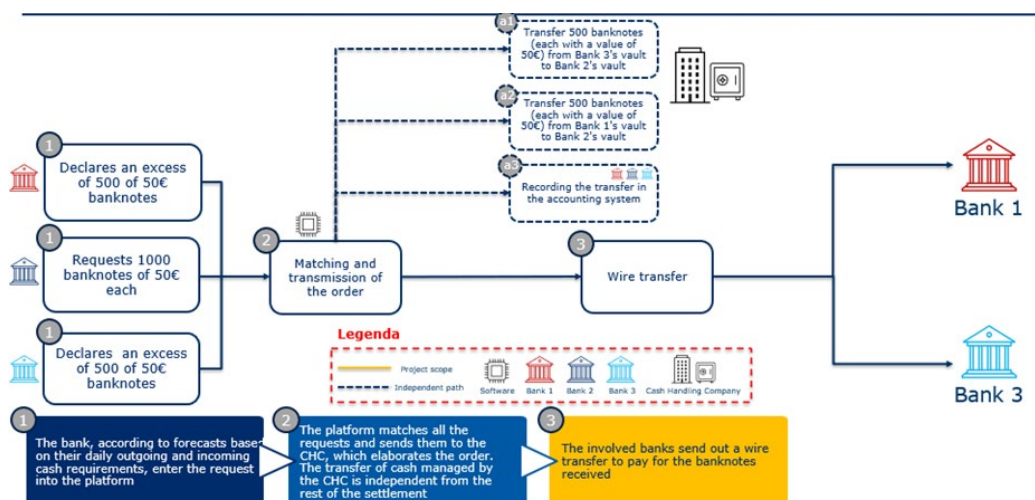 a1
Transfer 500 banknotes
(each with a value of
50€) from Bank 3's vault
to Bank 2's vault
a2
Transfer 500 banknotes
(each with a value of
50€) from Bank 1's vault
to Bank 2's vault
a3
Recording the transfer in
the accounting system
1
Declares an excess
of 500 of 50€
banknotes
1
Requests 1000
banknotes of 50€
each
1
Declares an excess
of 500 of 50€
banknotes
2
Matching and
transmission of
the order
3
Wire transfer
Bank 1
Bank 3
Legenda
Project scope
Independent path
Software
Bank 1
Bank 2
Bank 3
Cash Handling Company
1
The bank, according to forecasts based
on their daily outgoing and incoming
cash requirements, enter the request
into the platform
2
The platform matches all the
requests and sends them to the
CHC, which elaborates the order.
The transfer of cash managed by
the CHC is independent from the
rest of the settlement
3
The involved banks send out a wire
transfer to pay for the banknotes
received